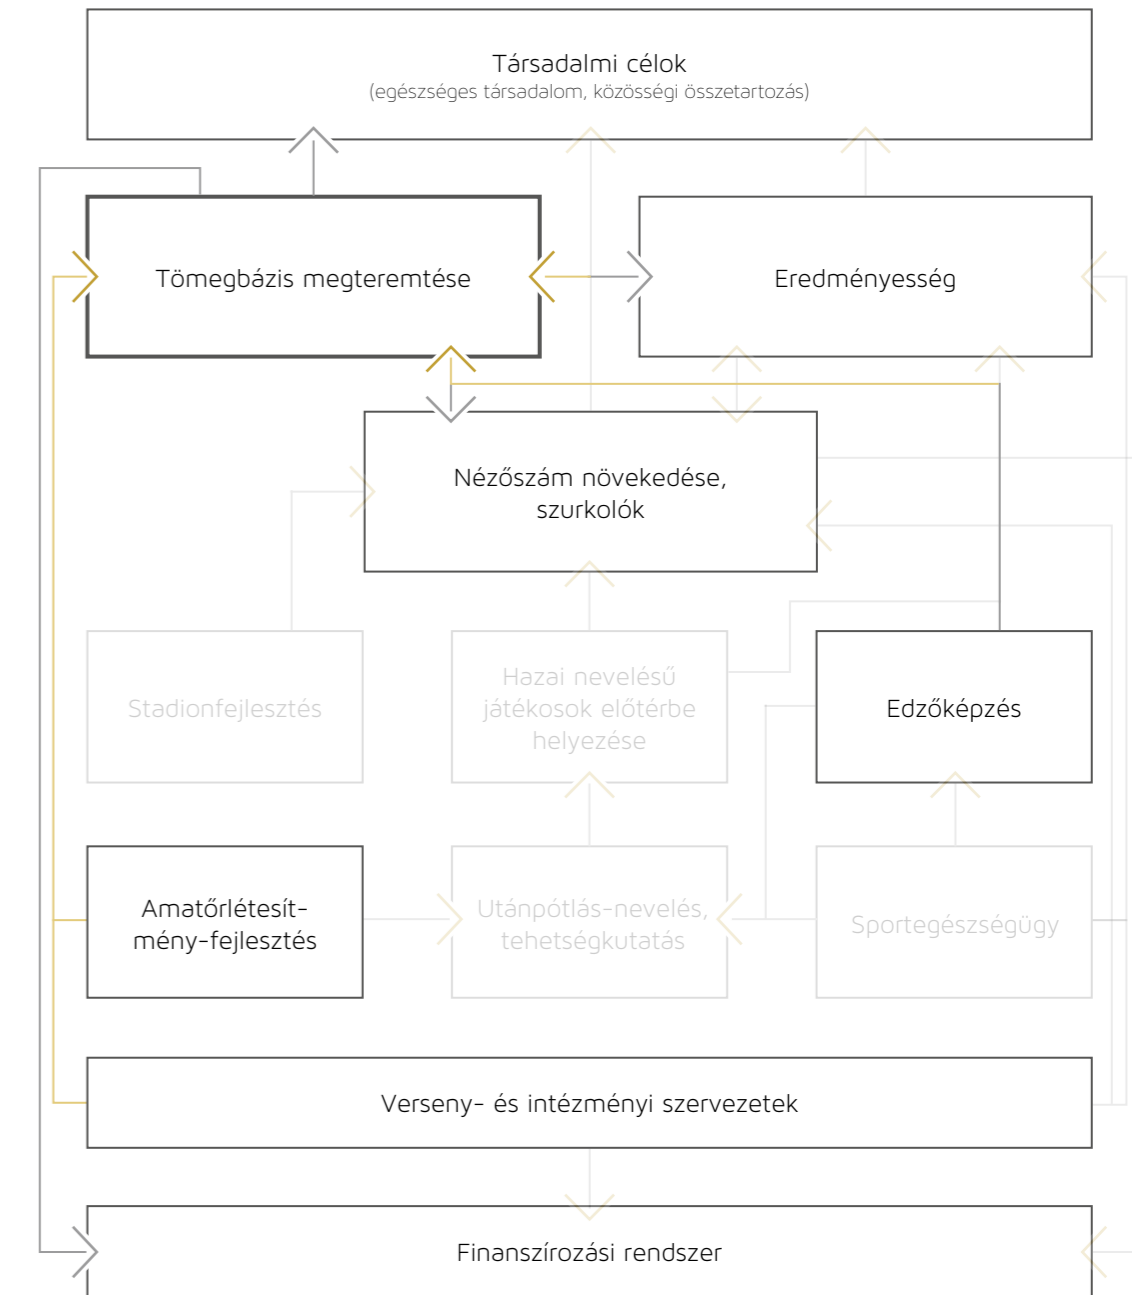 Társadalmi célok
(egészséges társadalom, közösségi összetartozás)
Tömegbázis megteremtése
Eredményesség
Nézőszám növekedése,
szurkolók
Stadionfejlesztés
Hazai nevelésű
játékosok előtérbe
helyezése
Edzőképzés
Amatőrlétesít-
mény-fejlesztés
Utánpótlás-nevelés,
tehetségkutatás
Sportegészségügy
Verseny- és intézményi szervezetek
Finanszírozási rendszer